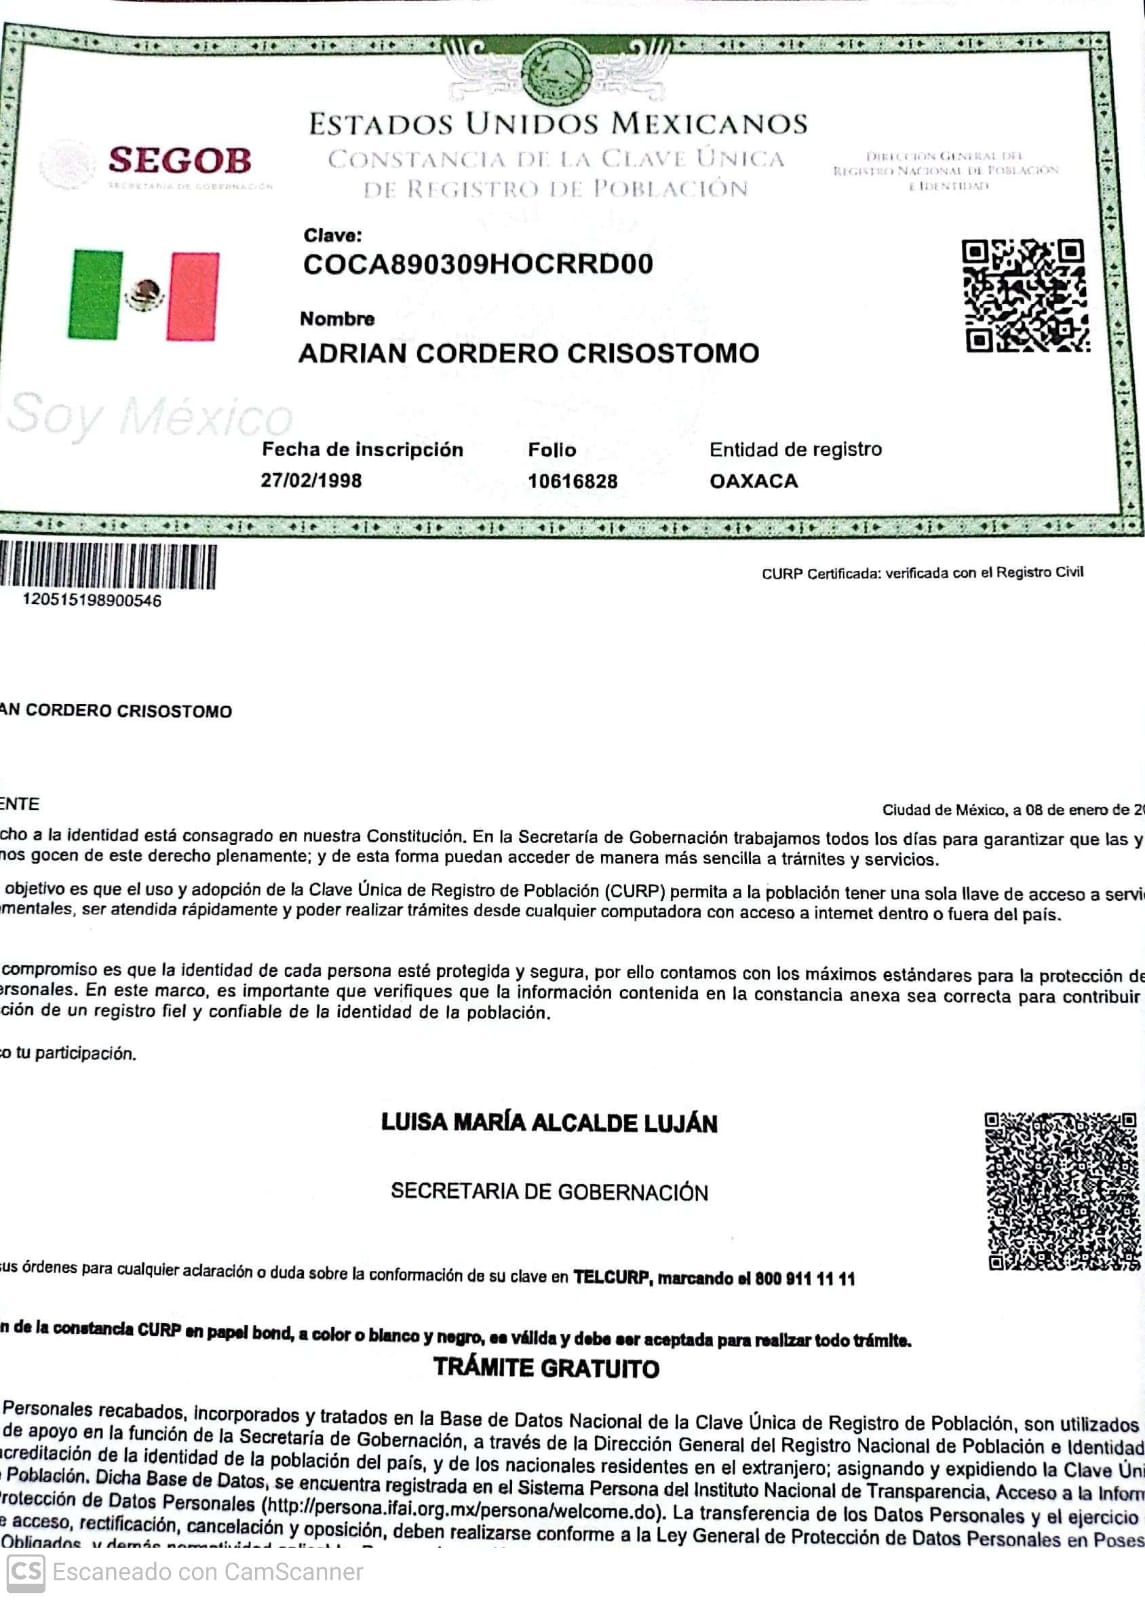 ESTADOS UNIDOS MEXICANOS
CONSTANCIA DE LA CLAVE ÚNICA
DE REGISTRO DE POBLACIÓN
SEGOB
SECRETARÍA DE GOBERNACIÓN
DIRECCIÓN GENERAL DEL
REGISTRO NACIONAL DE POBLACIÓN
E IDENTIDAD
Clave:
COCA890309HOCRRD00
Nombre
ADRIAN CORDERO CRISOSTOMO
Soy México
Fecha de inscripción Folio Entidad de registro
27/02/1998 10616828 OAXACA
120515198900546
CURP Certificada: verificada con el Registro Civil
AN CORDERO CRISOSTOMO
ENTE
Ciudad de México, a 08 de enero de
cho a la identidad está consagrado en nuestra Constitución. En la Secretaría de Gobernación trabajamos todos los días para garantizar que las y
nos gocen de este derecho plenamente; y de esta forma puedan acceder de manera más sencilla a trámites y servicios.
objetivo es que el uso y adopción de la Clave Única de Registro de Población (CURP) permita a la población tener una sola llave de acceso a servi
mentales, ser atendida rápidamente y poder realizar trámites desde cualquier computadora con acceso a internet dentro o fuera del país.
compromiso es que la identidad de cada persona esté protegida y segura, por ello contamos con los máximos estándares para la protección de
ersonales. En este marco, es importante que verifiques que la información contenida en la constancia anexa sea correcta para contribuir
ción de un registro fiel y confiable de la identidad de la población.
co tu participación.
LUISA MARÍA ALCALDE LUJÁN
SECRETARIA DE GOBERNACIÓN
sus órdenes para cualquier aclaración o duda sobre la conformación de su clave en TELCURP, marcando el 800 911 11 11
n de la constancia CURP en papel bond, a color o blanco y negro, es válida y debe ser aceptada para realizar todo trámite.
TRÁMITE GRATUITO
Personales recabados, incorporados y tratados en la Base de Datos Nacional de la Clave Única de Registro de Población, son utilizados
de apoyo en la función de la Secretaría de Gobernación, a través de la Dirección General del Registro Nacional de Población e Identidad
acreditación de la identidad de la población del país, y de los nacionales residentes en el extranjero; asignando y expidiendo la Clave Úni
Población. Dicha Base de Datos, se encuentra registrada en el Sistema Persona del Instituto Nacional de Transparencia, Acceso a la Inform
rotección de Datos Personales (http://persona.ifai.org.mx/persona/welcome.do). La transferencia de los Datos Personales y el ejercicio
e acceso, rectificación, cancelación y oposición, deben realizarse conforme a la Ley General de Protección de Datos Personales en Poses
Obligados, y demás
CS Escaneado con CamScanner